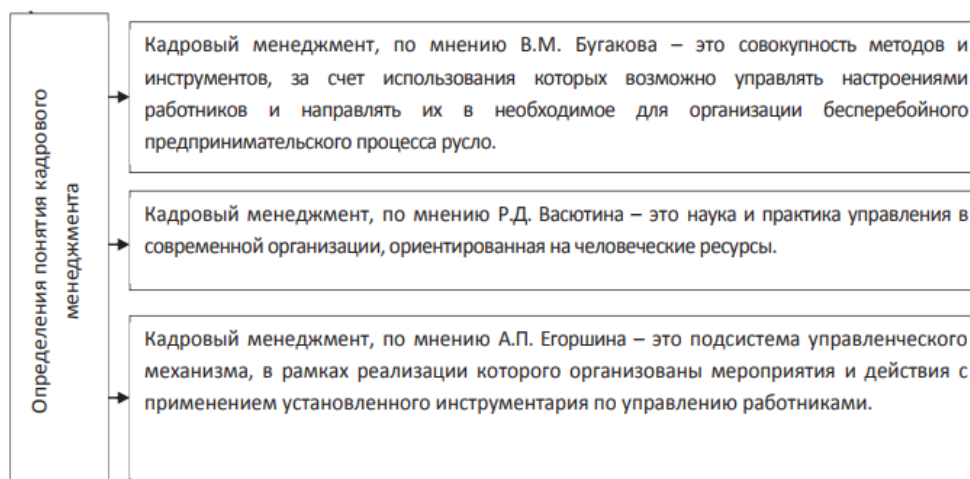 Определения понятия кадрового
менеджмента
Кадровый менеджмент, по мнению В.М. Бугакова – это совокупность методов и
инструментов, за счет использования которых возможно управлять настроениями
работников и направлять их в необходимое для организации бесперебойного
предпринимательского процесса русло.
Кадровый менеджмент, по мнению Р.Д. Васютина – это наука и практика управления в
современной организации, ориентированная на человеческие ресурсы.
Кадровый менеджмент, по мнению А.П. Егоршина – это подсистема управленческого
механизма, в рамках реализации которого организованы мероприятия и действия с
применением установленного инструментария по управлению работниками.